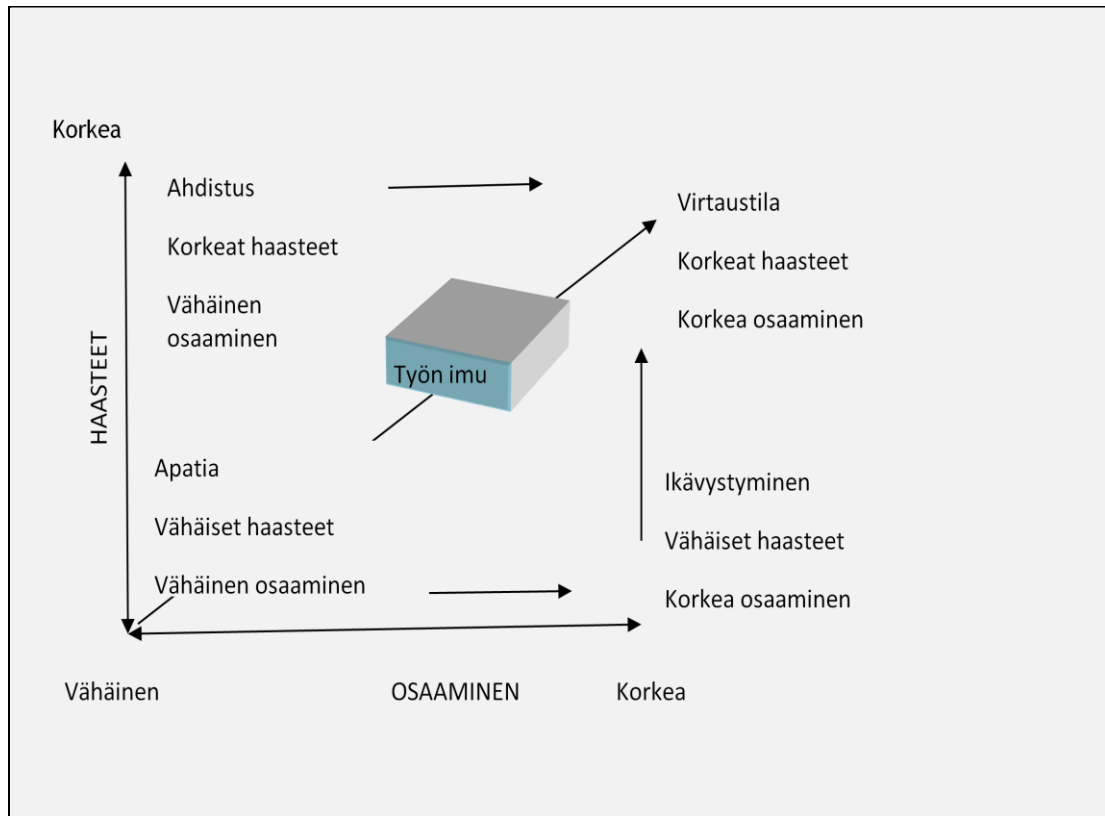 Korkea
Ahdistus
Korkeat haasteet
Vähäinen
osaaminen
Virtaustila
Korkeat haasteet
Korkea osaaminen
Työn imu
HAASTEET
Apatia
Vähäiset haasteet
Vähäinen osaaminen
Ikävystyminen
Vähäiset haasteet
Korkea osaaminen
Vähäinen
OSAAMINEN
Korkea